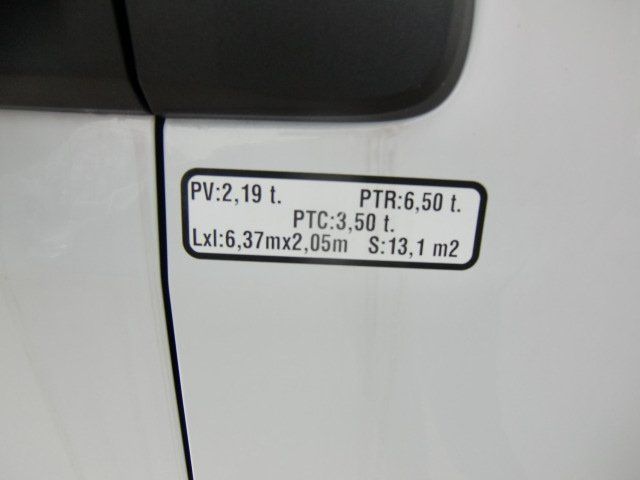 PV:2,19 t. PTR:6,50 t.
PTC:3,50 t.
Lxl:6,37mx2,05m S:13,1 m2